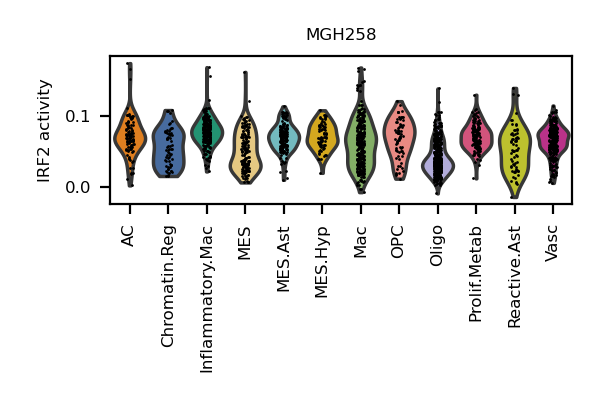 MGH258
IRF2 activity
0.1
0.0
AC
Chromatin.Reg
Inflammatory.Mac
MES
MES.Ast
MES.Hyp
Mac
OPC
Oligo
Prolif.Metab
Reactive.Ast
Vasc